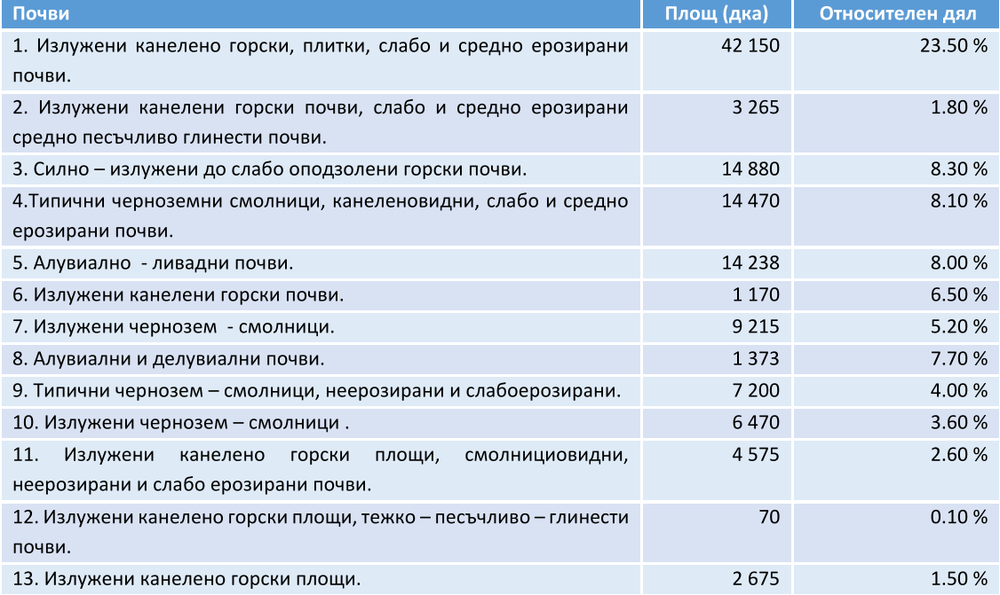 Почви Площ (дка) Относителен дял
1. Излужени канелено горски, плитки, слабо и средно ерозирани 42 150 23.50 %
почви.
2. Излужени канелени горски почви, слабо и средно ерозирани 3 265 1.80 %
средно песъчливо глинести почви.
3. Силно – излужени до слабо оподзолени горски почви. 14 880 8.30 %
4.Типични черноземни смолници, канеленовидни, слабо и средно 14 470 8.10 %
ерозирани почви.
5. Алувиално - ливадни почви. 14 238 8.00 %
6. Излужени канелени горски почви. 1 170 6.50 %
7. Излужени чернозем - смолници. 9 215 5.20 %
8. Алувиални и делувиални почви. 1 373 7.70 %
9. Типични чернозем – смолници, неерозирани и слабоерозирани. 7 200 4.00 %
10. Излужени чернозем – смолници . 6 470 3.60 %
11. Излужени канелено горски площи, смолнициовидни, 4 575 2.60 %
неерозирани и слабо ерозирани почви.
12. Излужени канелено горски площи, тежко – песъчливо – глинести 70 0.10 %
почви.
13. Излужени канелено горски площи. 2 675 1.50 %